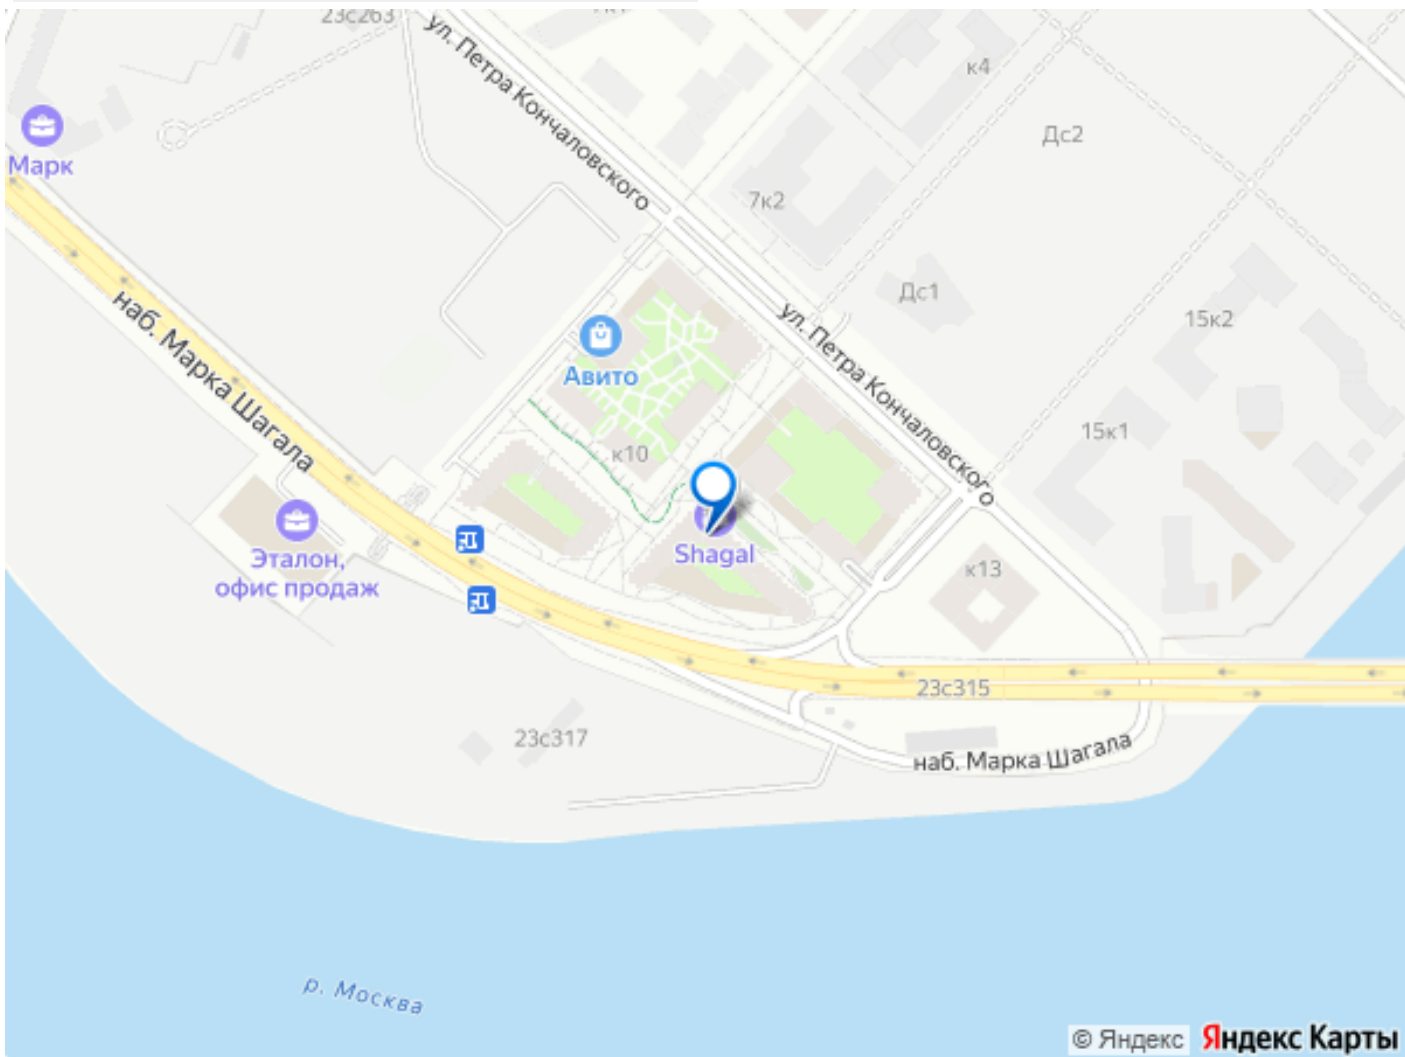 23с263
ул. Петра Кончаловского
к4
Дс2
Марк
7к2
Дс1
15к2
наб. Марка Шагала
ул. Петра Кончаловского
Авито
к10
15к1
Shagal
Эталон,
офис продаж
к13
23с315
23с317
наб. Марка Шагала
р. Москва
© Яндекс Яндекс Карты